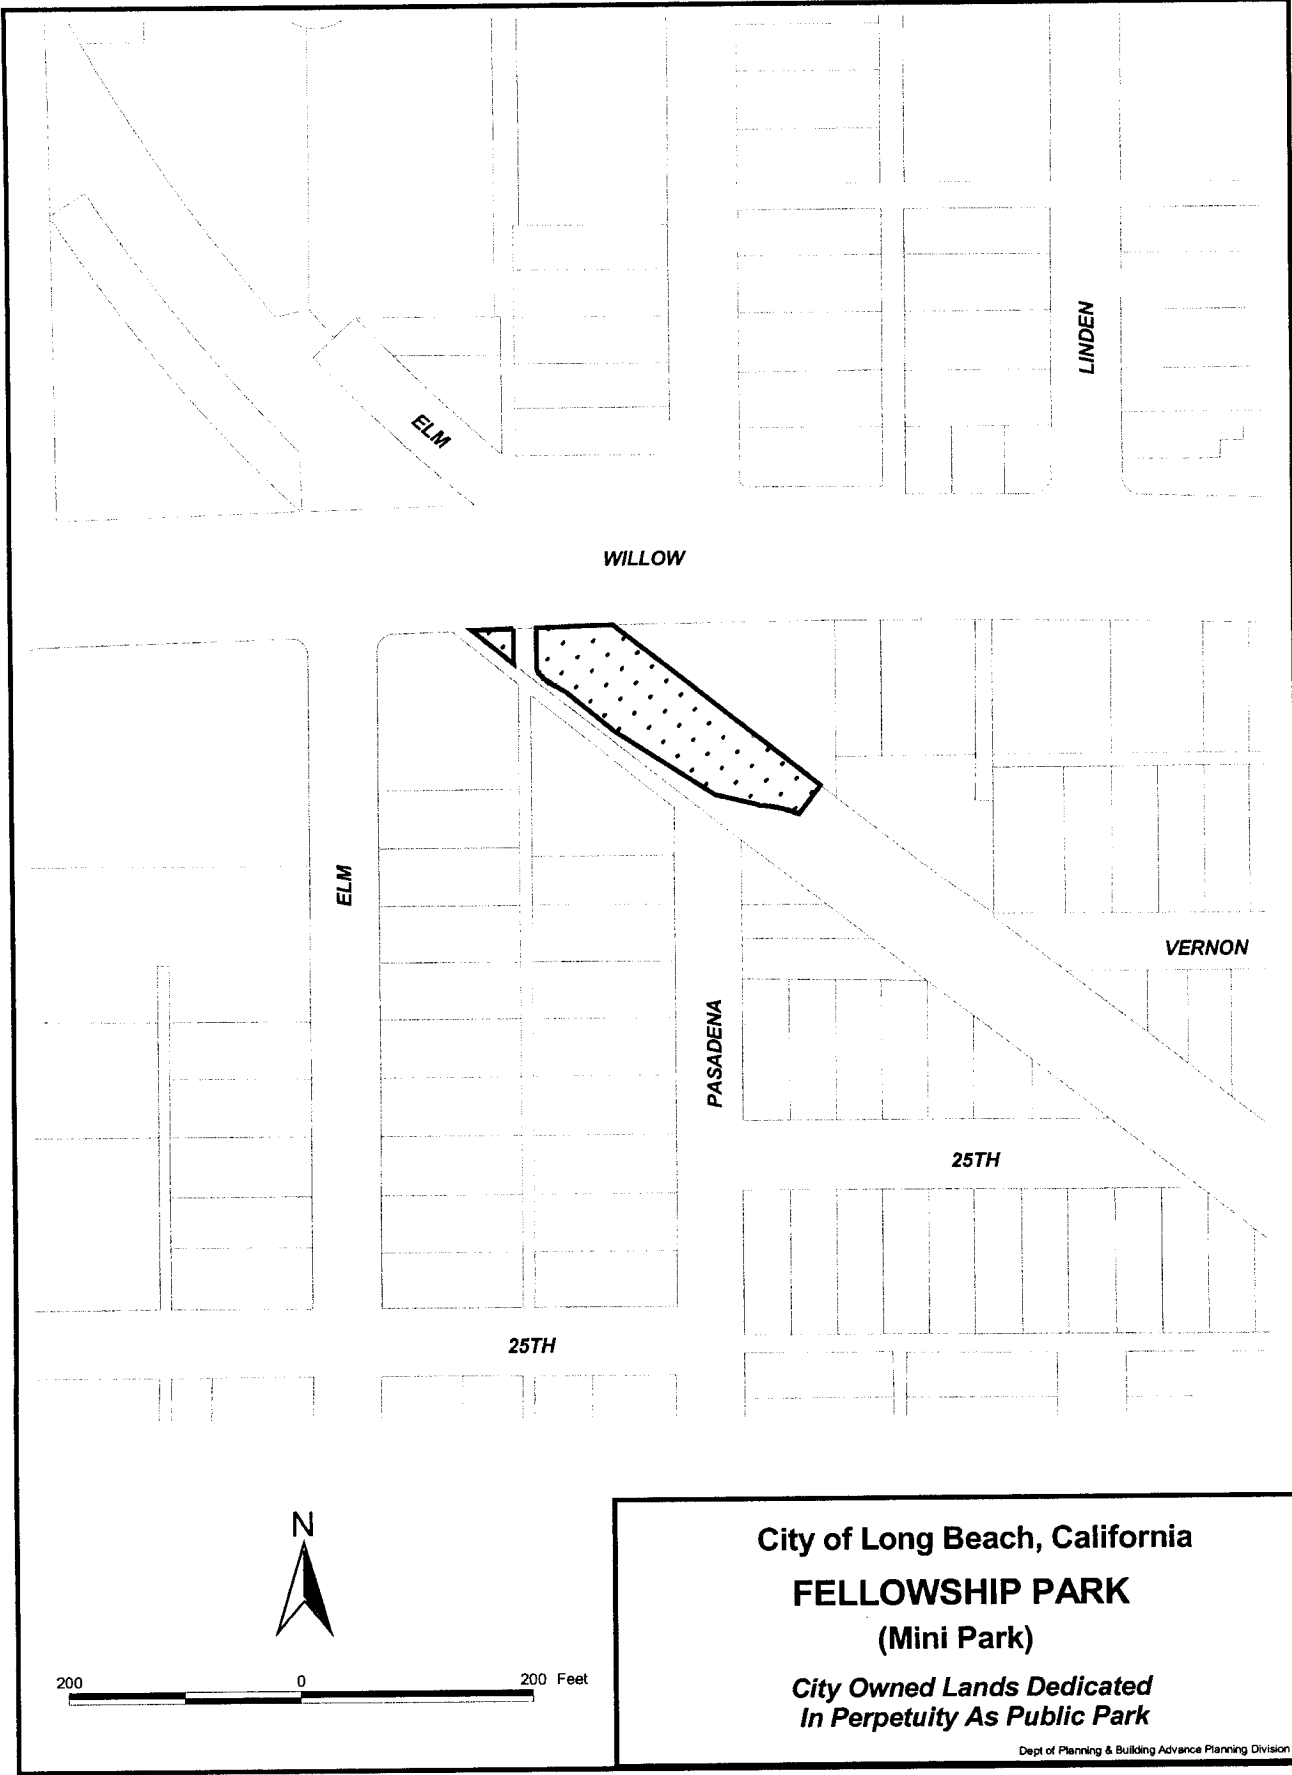 LINDEN
ELM
WILLOW
ELM
VERNON
PASADENA
25TH
25TH
N
200 0 200 Feet
City of Long Beach, California
FELLOWSHIP PARK
(Mini Park)
City Owned Lands Dedicated
In Perpetuity As Public Park
Dept of Planning & Building Advance Planning Division